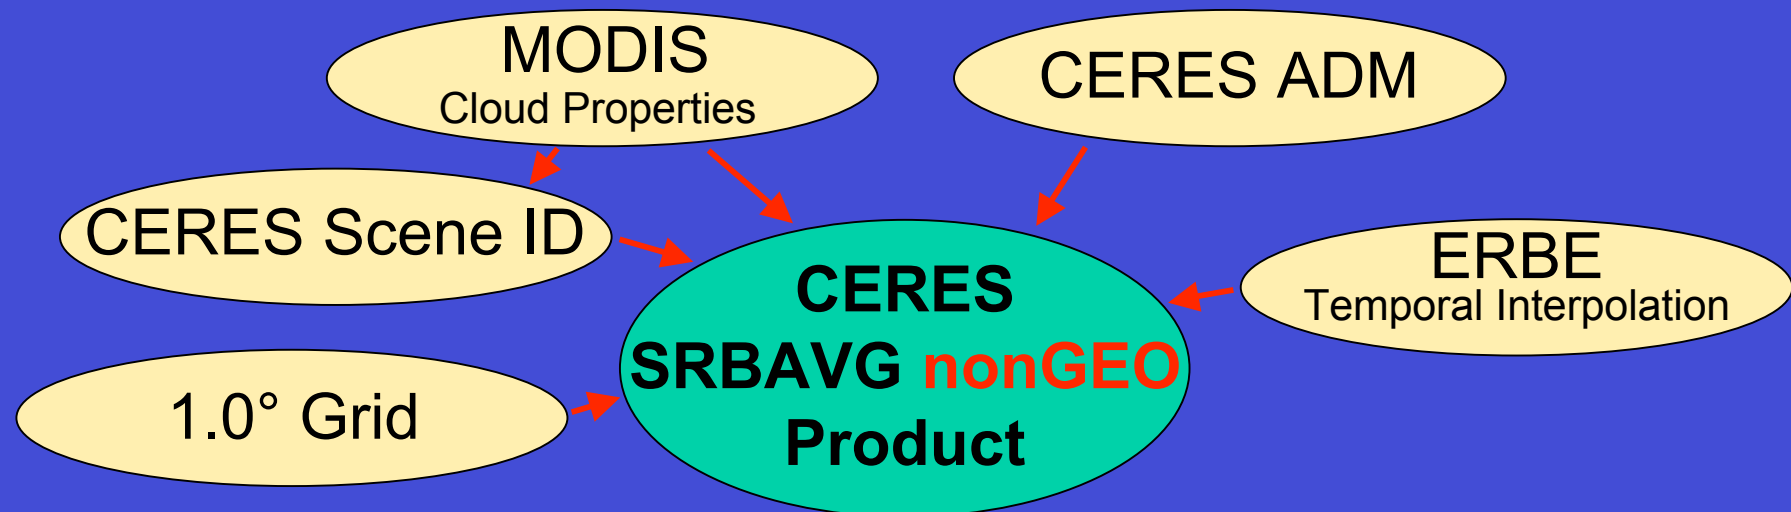 MODIS
Cloud Properties
CERES ADM
CERES Scene ID
ERBE
Temporal Interpolation
1.0° Grid
CERES
SRBAVG nonGEO
Product